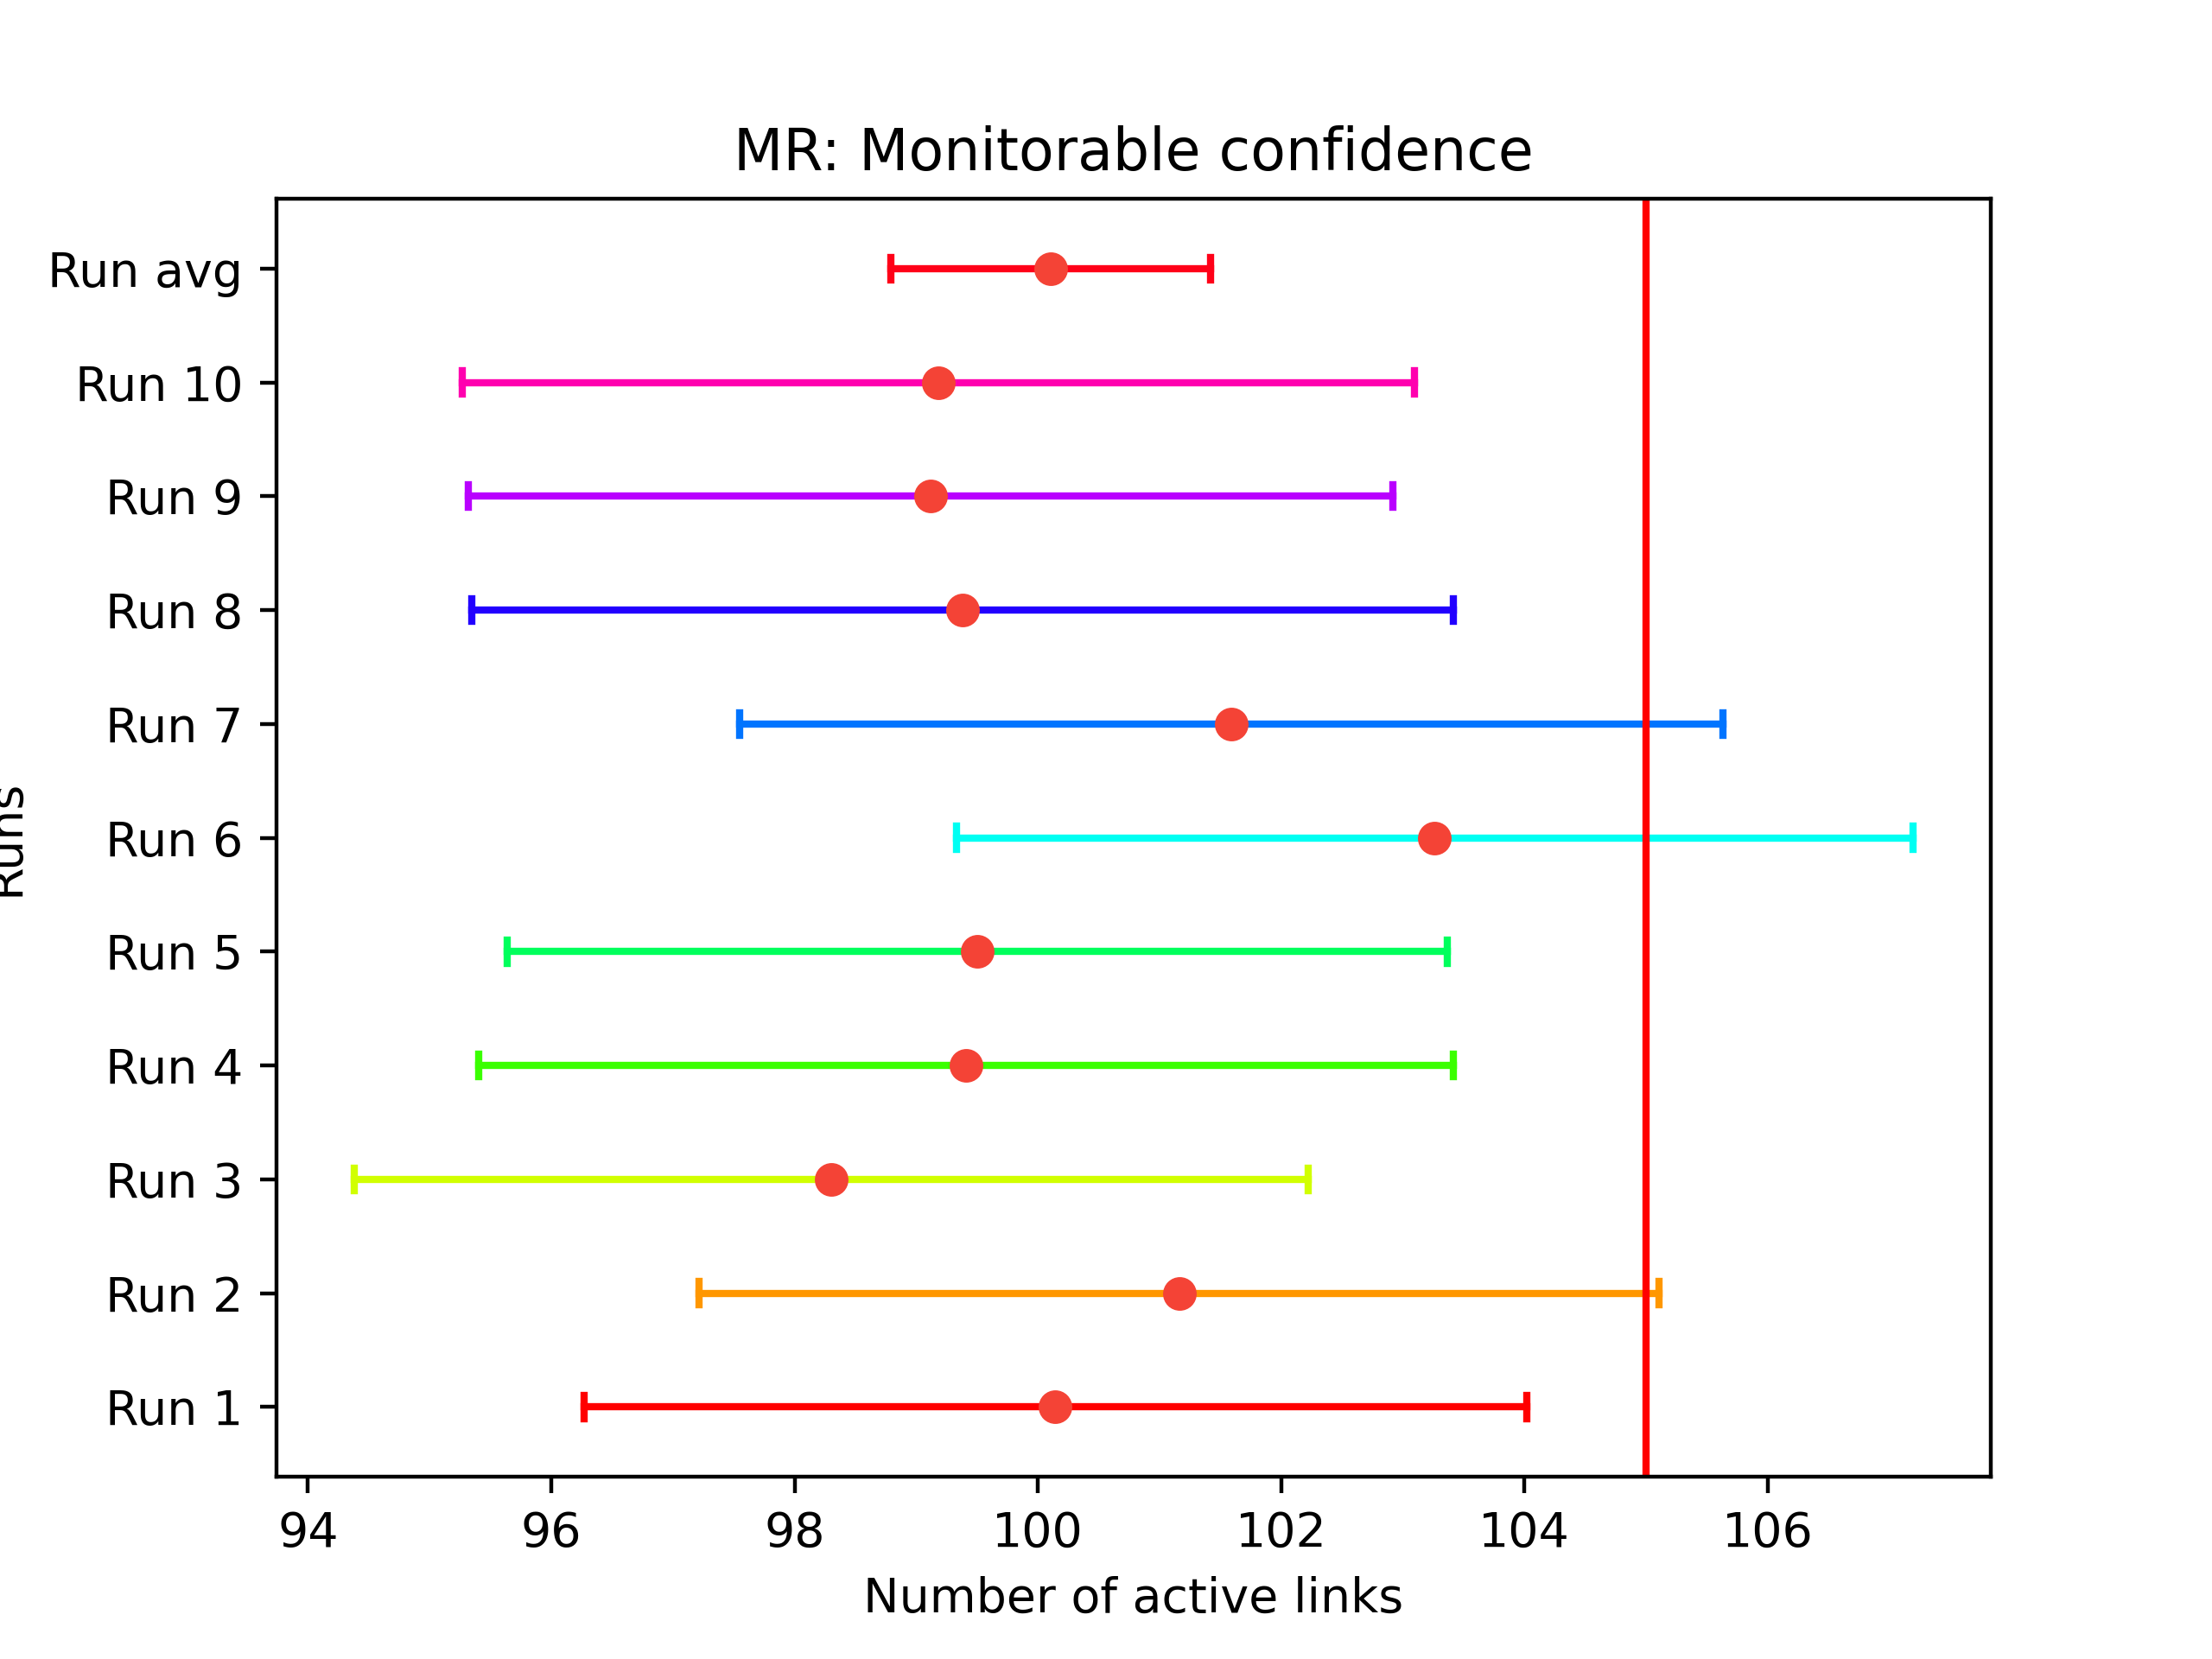 MR: Monitorable confidence
Run avg
Run 10
Run 9
Run 8
Run 7
Run 6
Run 5
Run 4
Run 3
Run 2
Run 1
Runs
94 96 98 100 102 104 106
Number of active links